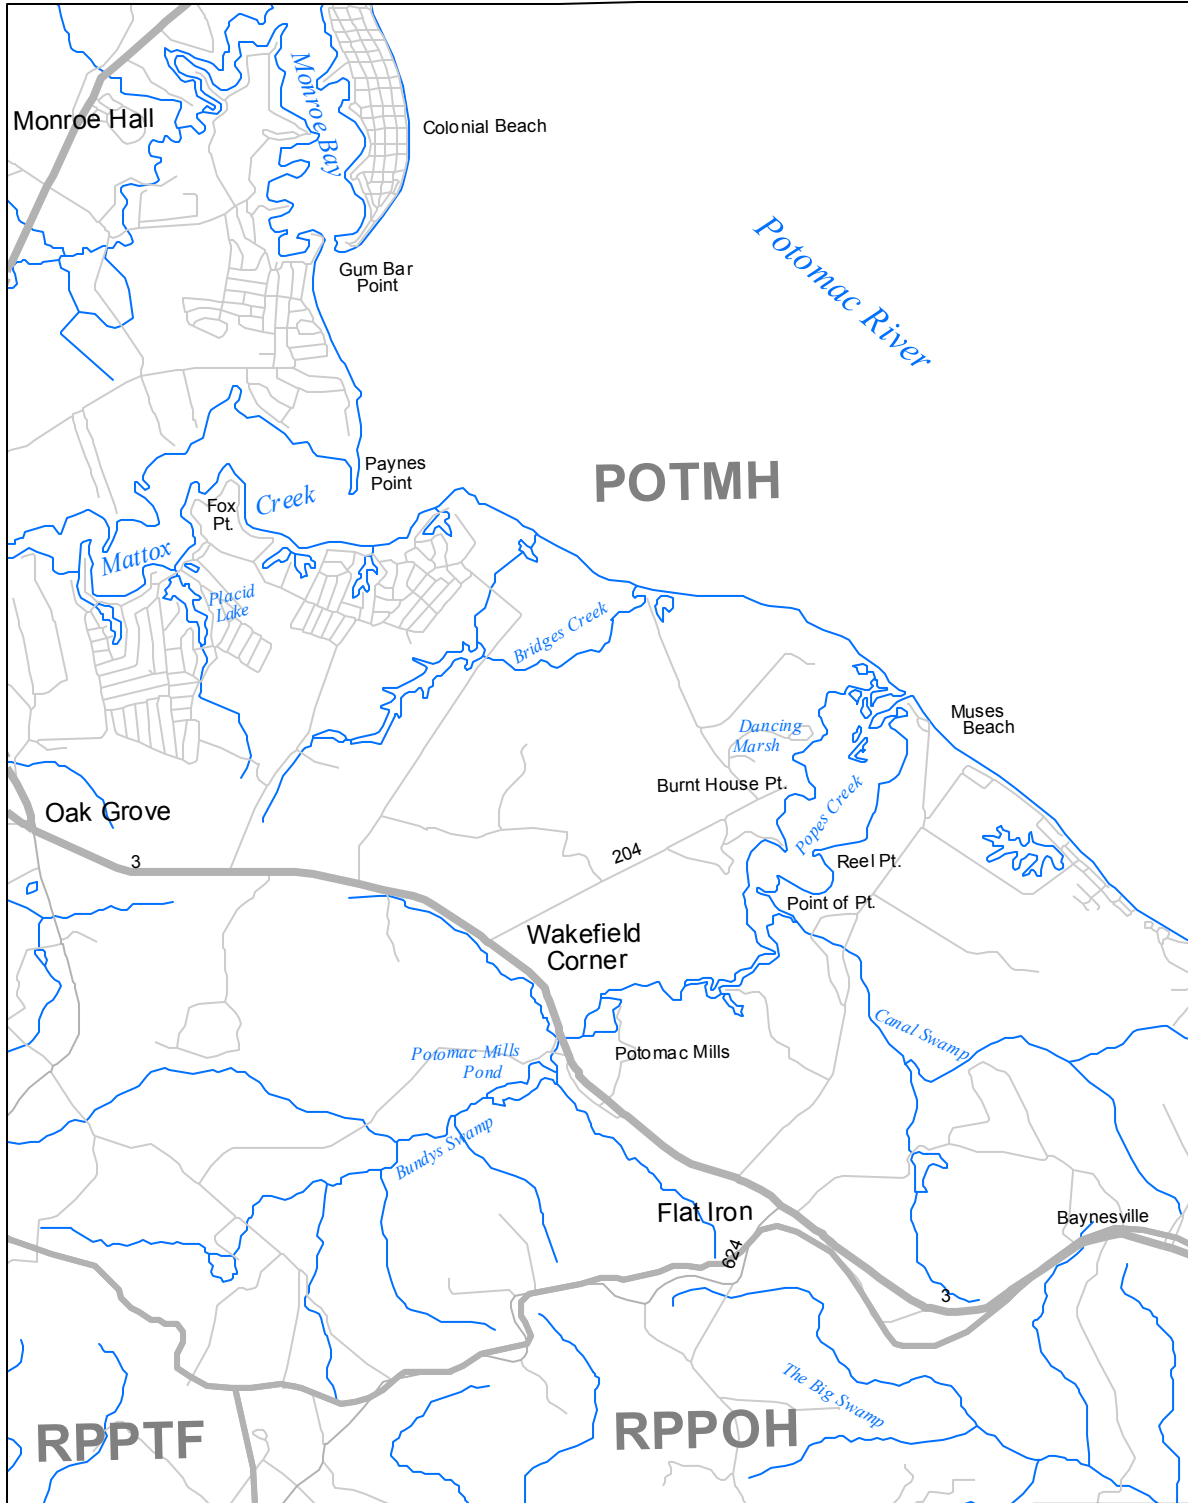 Monroe Bay
Monroe Hall
Colonial Beach
Potomac River
Gum Bar
Point
Paynes
Point
POTMH
Creek
Fox
Pt.
Mattox
Placid
Lake
Bridges Creek
Muses
Beach
Dancing
Marsh
Burnt House Pt.
Oak Grove
Popes Creek
3
204
Reel Pt.
Point of Pt.
Wakefield
Corner
Canal Swamp
Potomac Mills
Pond
Potomac Mills
Bundys Swamp
Flat Iron
Baynesville
624
3
The Big Swamp
RPPTF
RPPOH